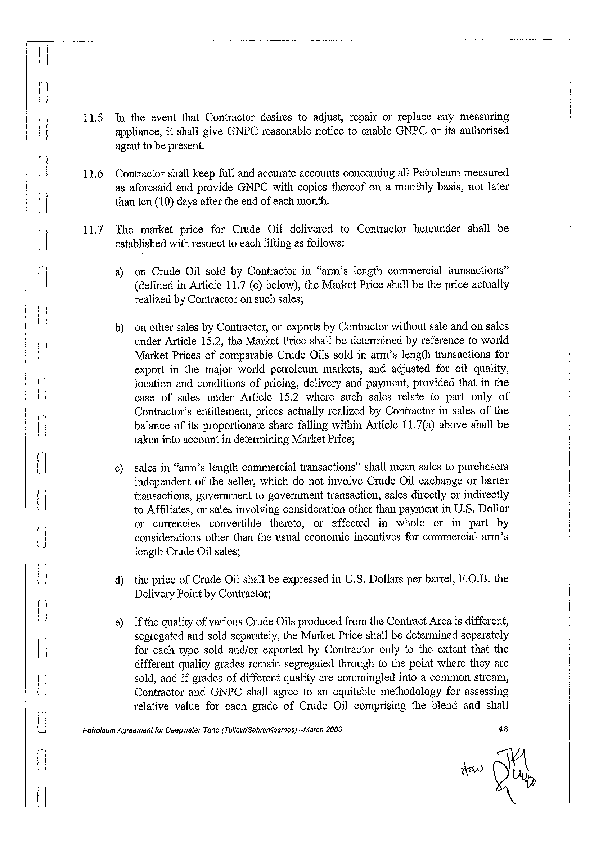 11.5 In the event that Contractor desires to adjust, repair or replace any measuring
appliance, it shall give GNPC reasonable notice to enable GNPC or its authorised
agent to be present.
11.6 Contractor shall keep full and accurate accounts concerning all Petroleum measured
as aforesaid and provide GNPC with copies thereof on a monthly basis, not later
than ten (10) days after the end of each month.
11.7 The market price for Crude Oil delivered to Contractor hereunder shall be
established with respect to each lifting as follows:
a) on Crude Oil sold by Contractor in "arm's length commercial transactions"
(defined in Article 11.7 (c) below), the Market Price shall be the price actually
realized by Contractor on such sales;
b) on other sales by Contractor, or exports by Contractor without sale and on sales
under Article 15.2, the Market Price shall be determined by reference to world
Market Prices of comparable Crude Oils sold in arm's length transactions for
export in the major world petroleum markets, and adjusted for oil quality,
location and conditions of pricing, delivery and payment, provided that in the
case of sales under Article 15.2 where such sales relate to part only of
Contractor's entitlement, prices actually realized by Contractor in sales of the
balance of its proportionate share falling within Article 11.7(a) above shall be
taken into account in determining Market Price;
c) sales in "arm's length commercial transactions" shall mean sales to purchasers
independent of the seller, which do not involve Crude Oil exchange or barter
transactions, government to government transaction, sales directly or indirectly
to Affiliates, or sales involving consideration other than payment in U.S. Dollar
or currencies convertible thereto, or affected in whole or in part by
considerations other than the usual economic incentives for commercial arm's
length Crude Oil sales;
d) the price of Crude Oil shall be expressed in U.S. Dollars per barrel, F.O.B. the
Delivery Point by Contractor;
e) If the quality of various Crude Oils produced from the Contract Area is different,
segregated and sold separately, the Market Price shall be determined separately
for each type sold and/or exported by Contractor only to the extent that the
different quality grades remain segregated through to the point where they are
sold, and if grades of different quality are commingled into a common stream,
Contractor and GNPC shall agree to an equitable methodology for assessing
relative value for each grade of Crude Oil comprising the blend and shall
Petroleum Agreement for Deepwater Tano (Tullow/Sabre/Kosmos) -March 2006 48